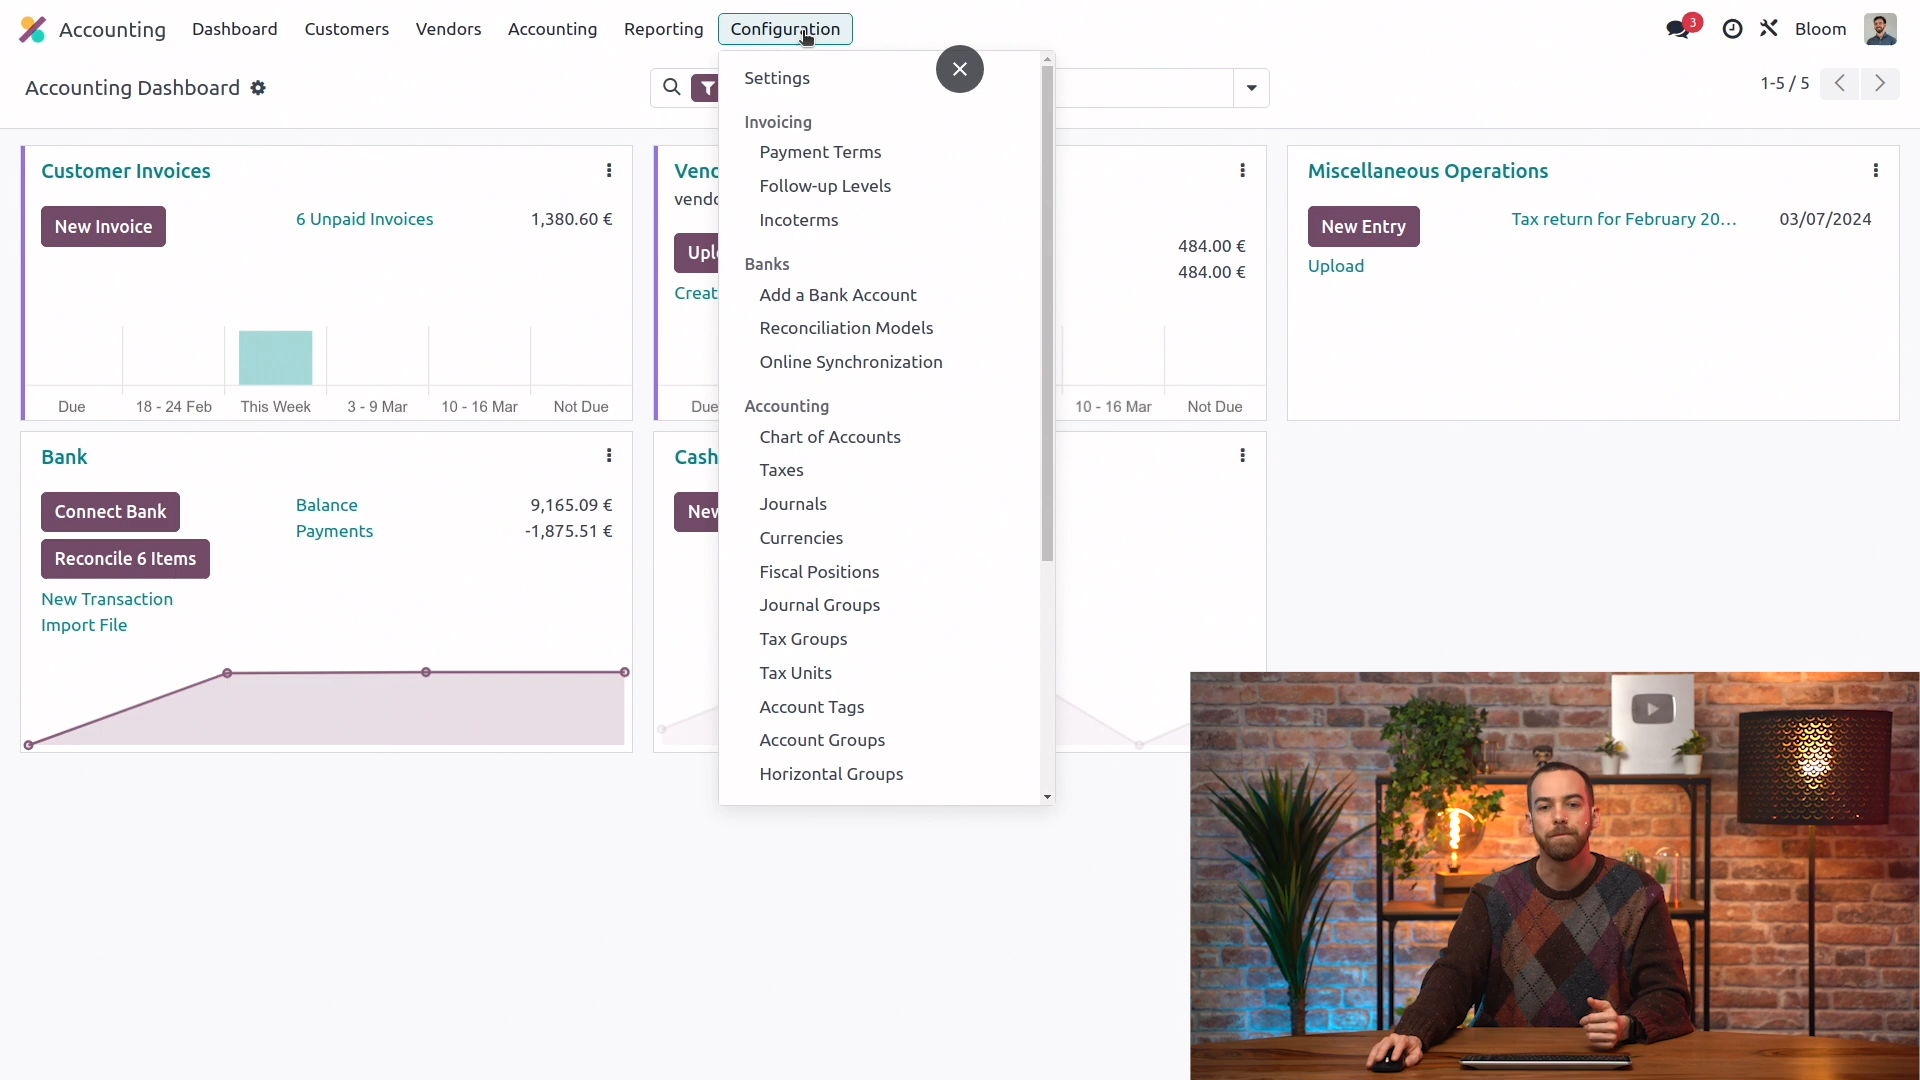 Accounting Dashboard Customers Vendors Accounting Reporting Configuration 3 Bloom
Accounting Dashboard
1-5 / 5
Settings
Invoicing
Payment Terms
Follow-up Levels
Incoterms
Banks
Add a Bank Account
Reconciliation Models
Online Synchronization
Accounting
Chart of Accounts
Taxes
Journals
Currencies
Fiscal Positions
Journal Groups
Tax Groups
Tax Units
Account Tags
Account Groups
Horizontal Groups
Customer Invoices
New Invoice 6 Unpaid Invoices 1,380.60 €
Due 18 - 24 Feb This Week 3 - 9 Mar 10 - 16 Mar Not Due
484.00 €
484.00 €
Due 10 - 16 Mar Not Due
Miscellaneous Operations
New Entry Tax return for February 20... 03/07/2024
Upload
Bank
Connect Bank Balance 9,165.09 €
Payments -1,875.51 €
Reconcile 6 Items
New Transaction
Import File
Cash